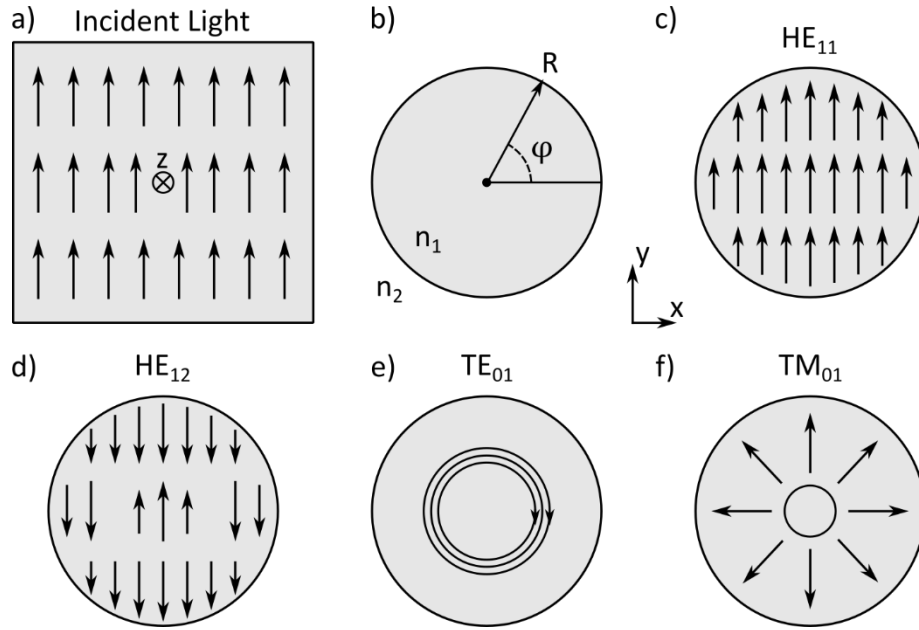 a) Incident Light
z
b)
R
φ
n₁
n₂
c) HE₁₁
y
x
d) HE₁₂
e) TE₀₁
f) TM₀₁